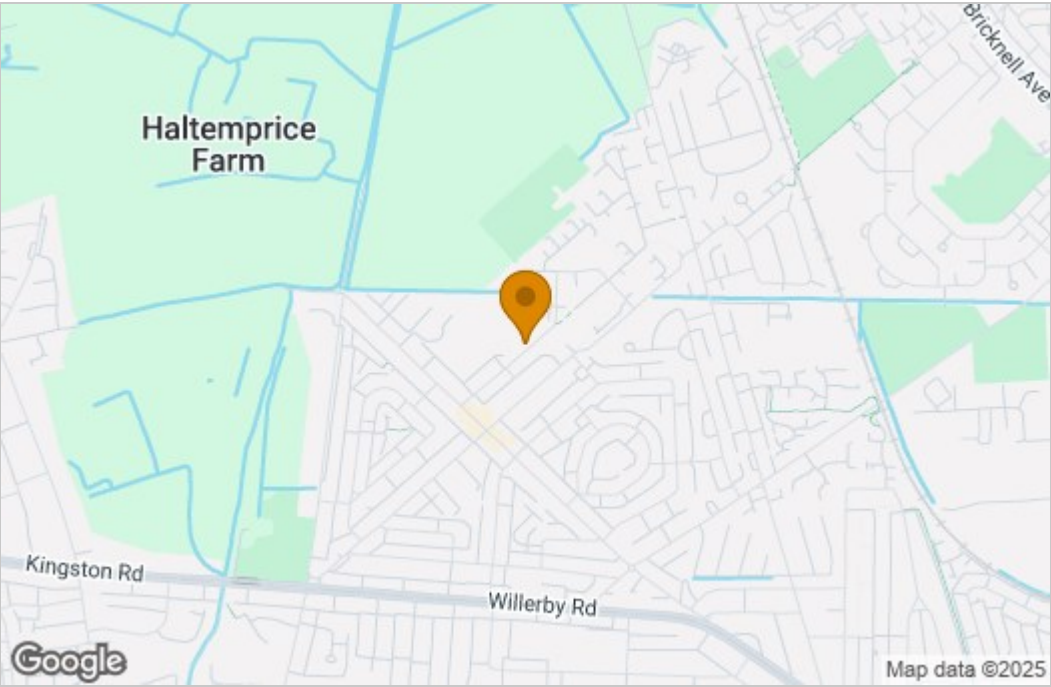 Bricknell Ave
Haltemprice
Farm
Kingston Rd
Willerby Rd
Google
Map data ©2025